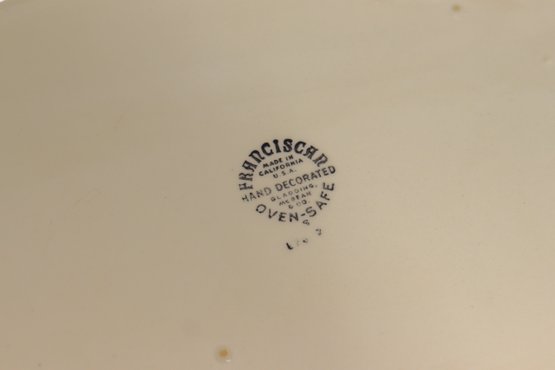 FRANCISCAN
MADE IN
CALIFORNIA
U.S.A.
HAND DECORATED
GLADDING,
MCBEAN
& CO.
OVEN-SAFE